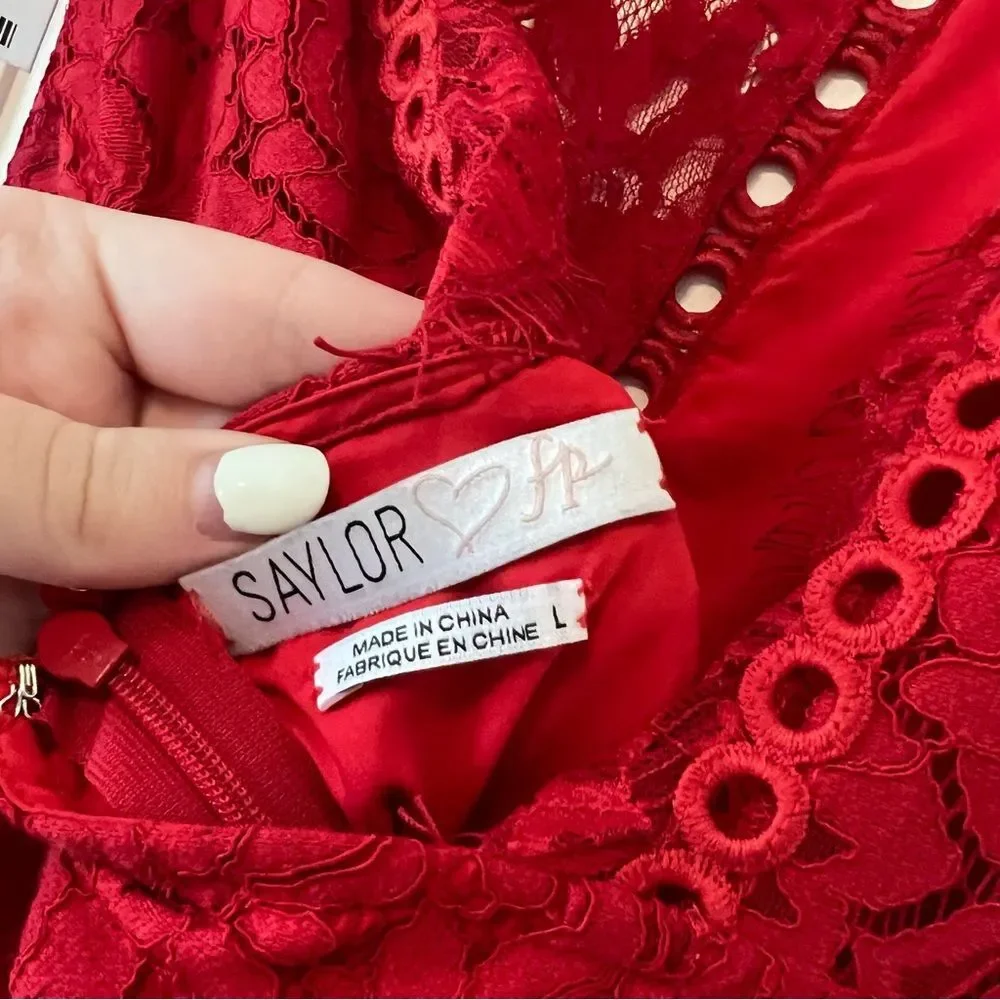 SAYLOR fp
MADE IN CHINA
FABRIQUE EN CHINE L